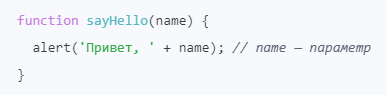 function sayHello(name) {
  alert('Привет, ' + name); // name — параметр
}